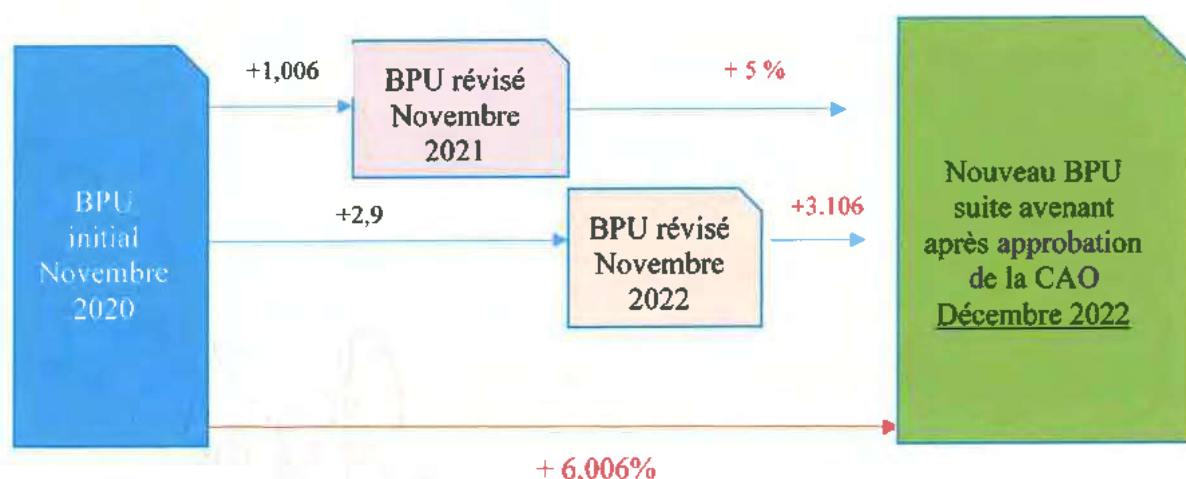 BPU
initial
Novembre
2020
+1,006
BPU révisé
Novembre
2021
+ 5 %
+2,9
BPU révisé
Novembre
2022
+3.106
Nouveau BPU
suite avenant
après approbation
de la CAO
Décembre 2022
+ 6,006%